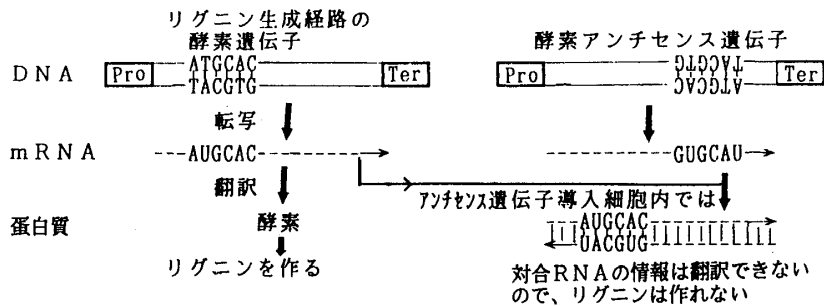 リグニン生成経路の
酵素遺伝子
酵素アンチセンス遺伝子
DNA
Pro
ATGCAC
TACGTG
Ter
Pro
TACGTG
ATGCAC
Ter
転写
mRNA
AUGCAC
GUGCAU
翻訳
アンチセンス遺伝子導入細胞内では
蛋白質
酵素
AUGCAC
UACGUG
リグニンを作る
対合RNAの情報は翻訳できない
ので、リグニンは作れない